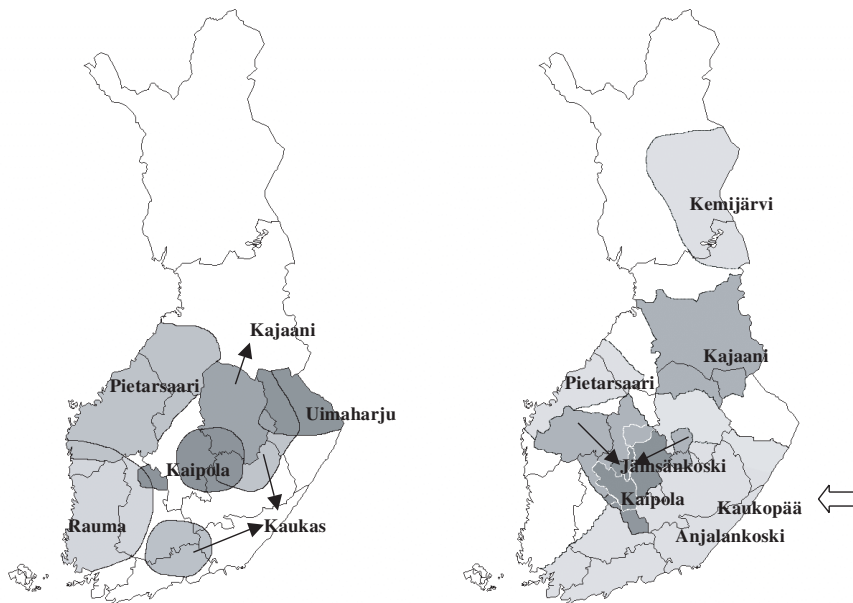 Kajaani
Pietarsaari
Uimaharju
Kaipola
Rauma
Kaukas
Kemijärvi
Kajaani
Pietarsaari
Jämsänkoski
Kaipola
Kaukopää
Anjalankoski